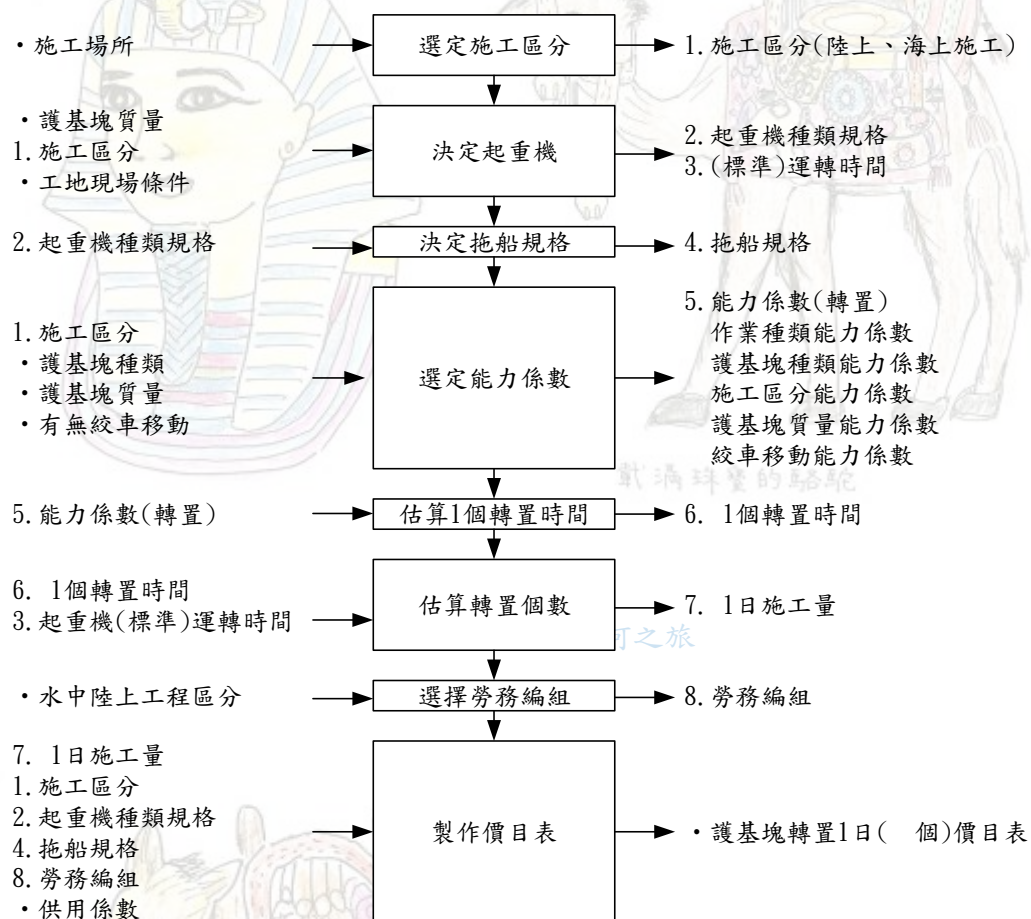 ・施工場所
選定施工區分
1.施工區分(陸上、海上施工)
・護基塊質量
1.施工區分
・工地現場條件
決定起重機
2.起重機種類規格
3.(標準)運轉時間
2.起重機種類規格
決定拖船規格
4.拖船規格
1.施工區分
・護基塊種類
・護基塊質量
・有無絞車移動
選定能力係數
5.能力係數(轉置)
作業種類能力係數
護基塊種類能力係數
施工區分能力係數
護基塊質量能力係數
絞車移動能力係數
戴滿珠寶的駱駝
5.能力係數(轉置)
估算1個轉置時間
6. 1個轉置時間
6. 1個轉置時間
3.起重機(標準)運轉時間
估算轉置個數
7. 1日施工量
河之旅
・水中陸上工程區分
選擇勞務編組
8.勞務編組
7. 1日施工量
1.施工區分
2.起重機種類規格
4.拖船規格
8.勞務編組
・供用係數
製作價目表
・護基塊轉置1日(　個)價目表